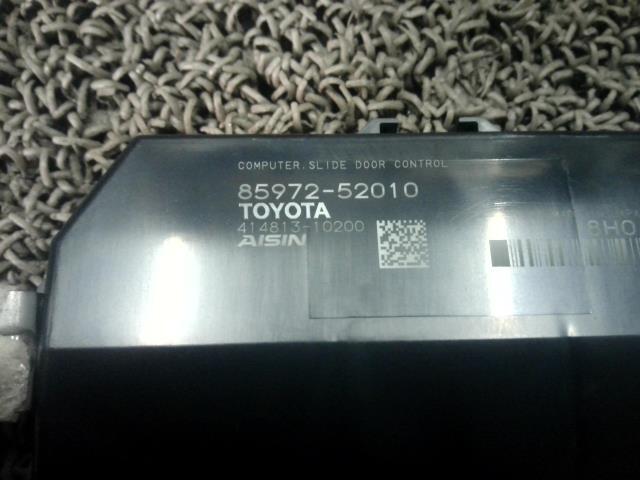 COMPUTER, SLIDE DOOR CONTROL
85972-52010
TOYOTA
414813-10200
AISIN
8H0